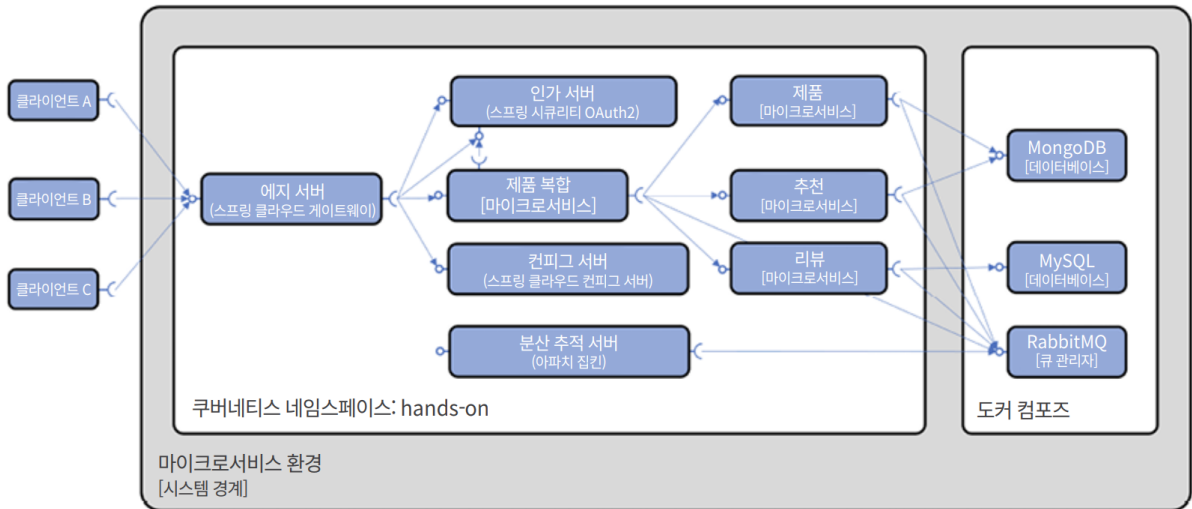 클라이언트 A
클라이언트 B
클라이언트 C
에지 서버
(스프링 클라우드 게이트웨이)
인가 서버
(스프링 시큐리티 OAuth2)
제품 복합
[마이크로서비스]
컨피그 서버
(스프링 클라우드 컨피그 서버)
분산 추적 서버
(아파치 집킨)
제품
[마이크로서비스]
추천
[마이크로서비스]
리뷰
[마이크로서비스]
쿠버네티스 네임스페이스: hands-on
MongoDB
[데이터베이스]
MySQL
[데이터베이스]
RabbitMQ
[큐 관리자]
도커 컴포즈
마이크로서비스 환경
[시스템 경계]